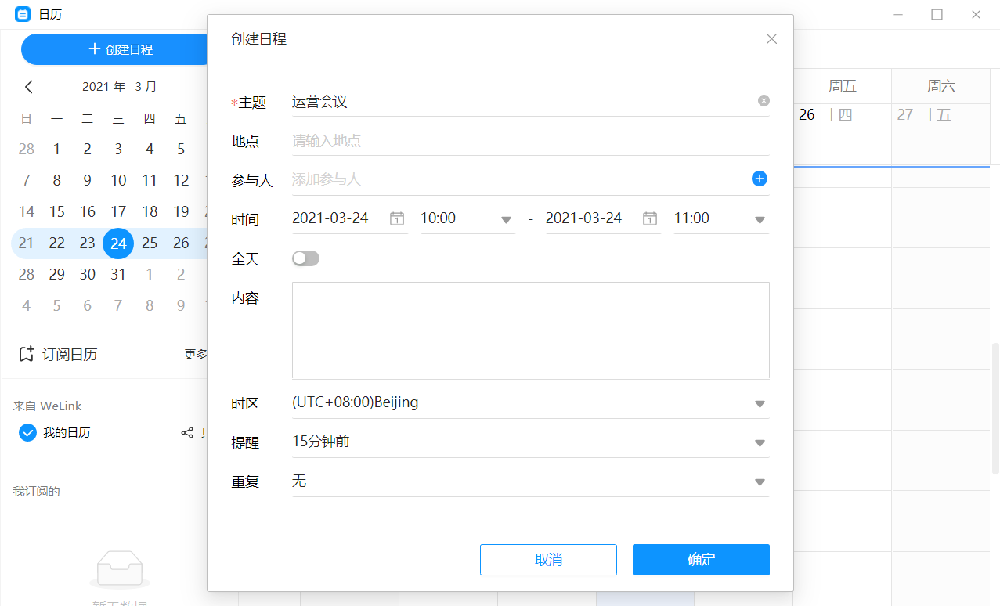 日历
创建日程
2021 年 3 月
日 一 二 三 四 五
28 1 2 3 4 5
7 8 9 10 11 12
14 15 16 17 18 19
21 22 23 24 25 26
28 29 30 31 1 2
4 5 6 7 8 9
订阅日历 更多
来自 WeLink
我的日历
我订阅的
创建日程
*主题 运营会议
地点 请输入地点
参与人 添加参与人
时间 2021-03-24 10:00 - 2021-03-24 11:00
全天
内容
时区 (UTC+08:00)Beijing
提醒 15分钟前
重复 无
取消 确定
周五 周六
26 十四 27 十五